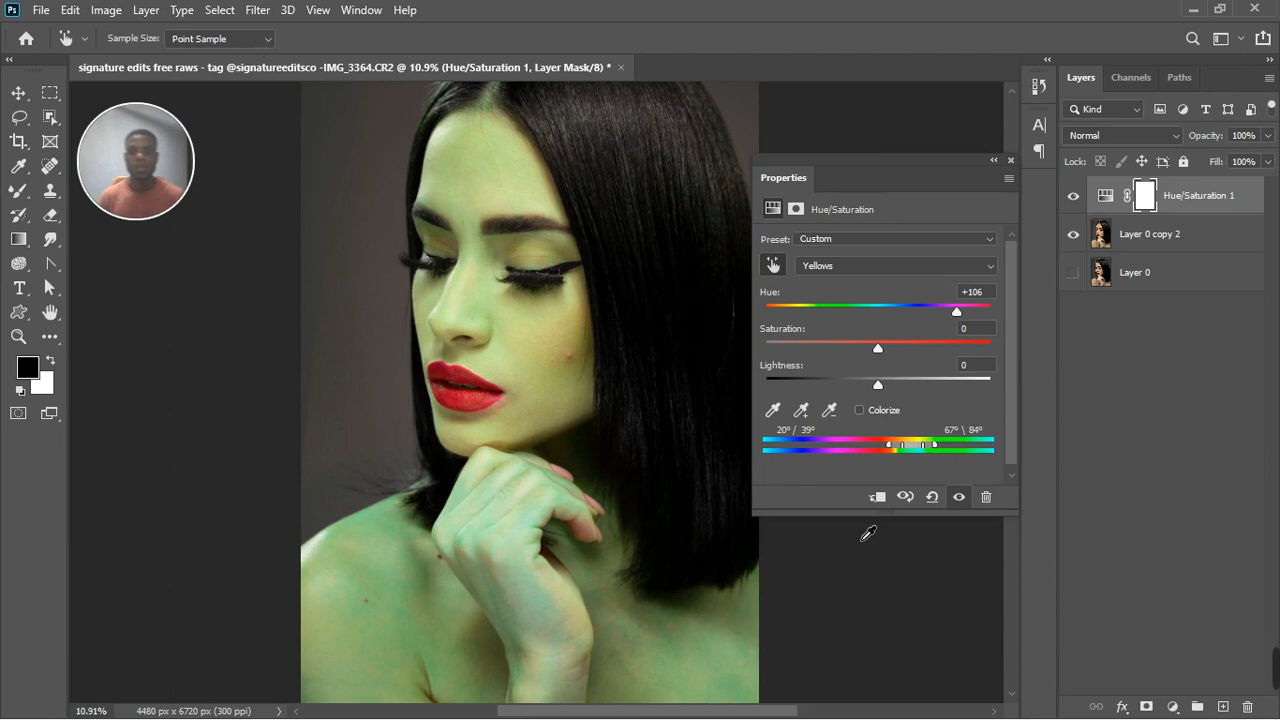 Ps File Edit Image Layer Type Select Filter 3D View Window Help
Sample Size: Point Sample
signature edits free raws - tag @signatureeditsco -IMG_3364.CR2 @ 10.9% (Hue/Saturation 1, Layer Mask/8) * ×
Layers Channels Paths
Kind
Normal Opacity: 100%
Lock: Fill: 100%
Hue/Saturation 1
Layer 0 copy 2
Layer 0
Properties
Hue/Saturation
Preset: Custom
Yellows
Hue: +106
Saturation: 0
Lightness: 0
Colorize
20° / 39° 67° \ 84°
10.91% 4480 px x 6720 px (300 ppi)